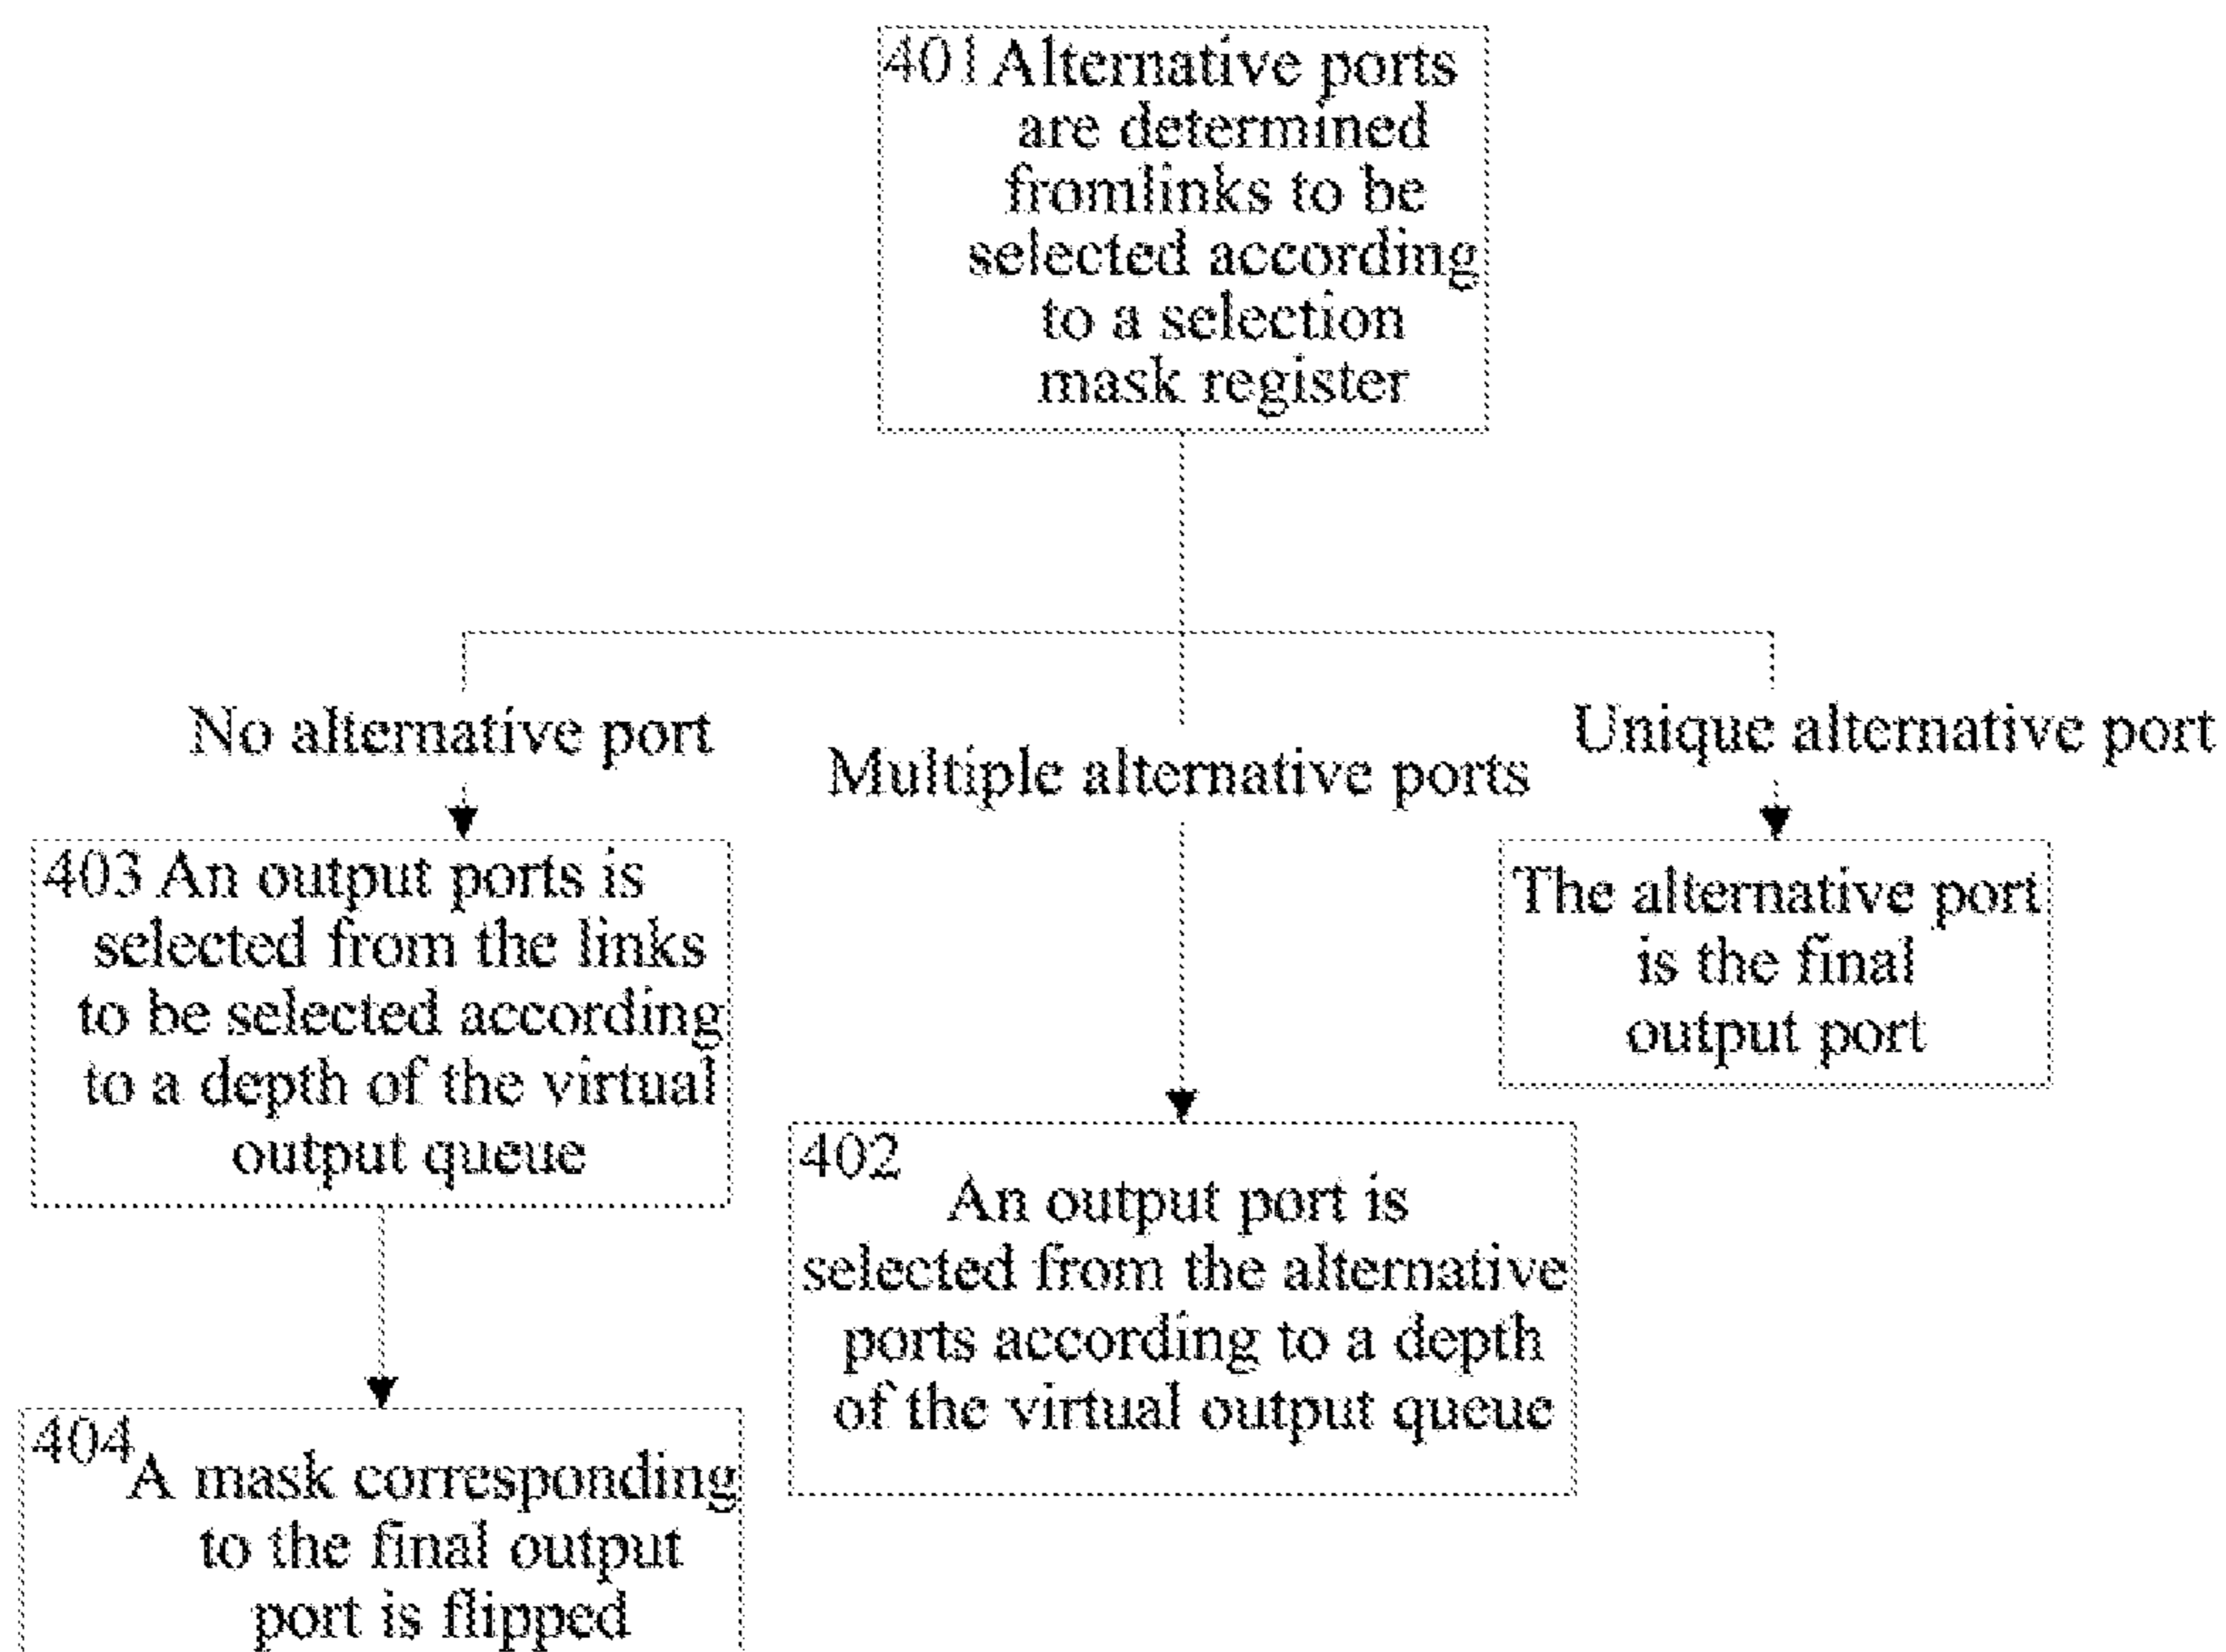 401 Alternative ports
are determined
fromlinks to be
selected according
to a selection
mask register
No alternative port
Multiple alternative ports
Unique alternative port
403 An output ports is
selected from the links
to be selected according
to a depth of the virtual
output queue
The alternative port
is the final
output port
402
An output port is
selected from the alternative
ports according to a depth
of the virtual output queue
404
A mask corresponding
to the final output
port is flipped